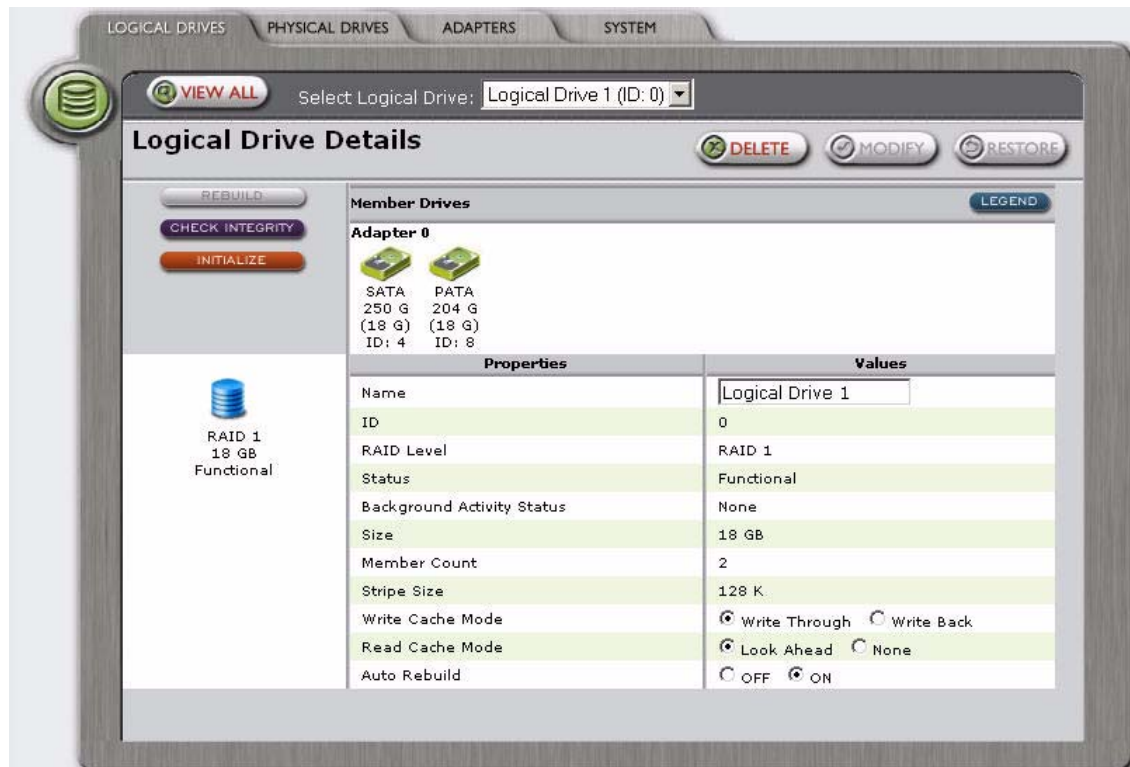 LOGICAL DRIVES PHYSICAL DRIVES ADAPTERS SYSTEM
VIEW ALL Select Logical Drive: Logical Drive 1 (ID: 0)
Logical Drive Details DELETE MODIFY RESTORE
REBUILD
CHECK INTEGRITY
INITIALIZE
Member Drives LEGEND
Adapter 0
SATA PATA
250 G 204 G
(18 G) (18 G)
ID: 4 ID: 8
RAID 1
18 GB
Functional
Properties Values
Name Logical Drive 1
ID 0
RAID Level RAID 1
Status Functional
Background Activity Status None
Size 18 GB
Member Count 2
Stripe Size 128 K
Write Cache Mode Write Through Write Back
Read Cache Mode Look Ahead None
Auto Rebuild OFF ON